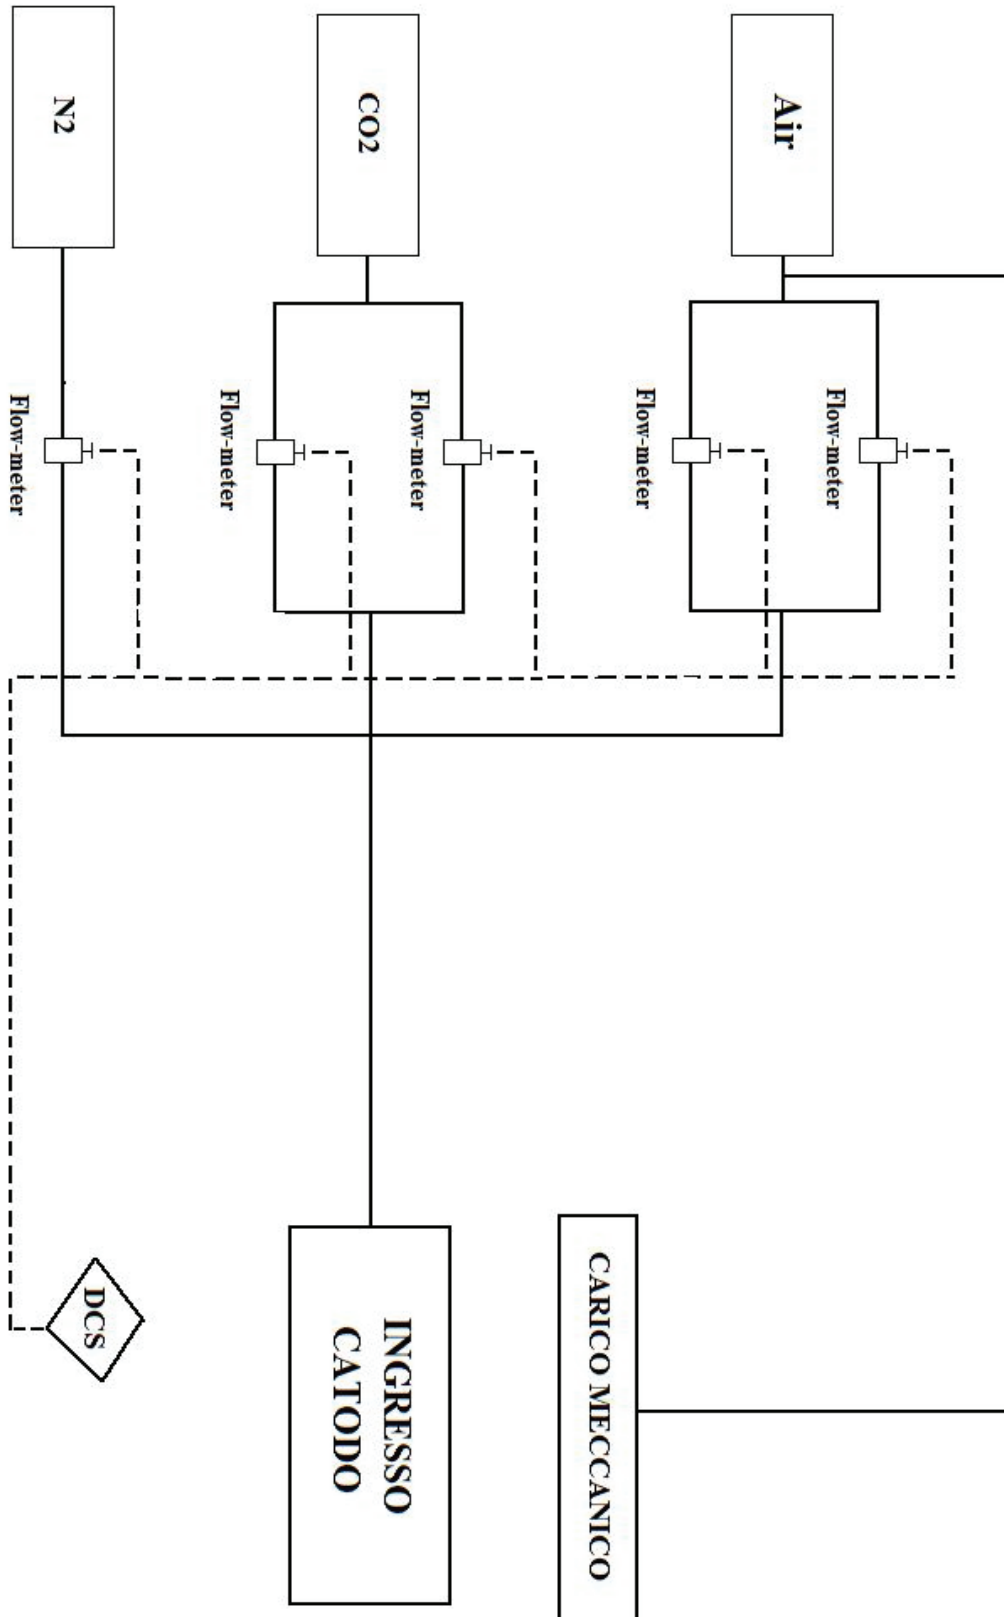 Air
CO2
N2
Flow-meter
Flow-meter
Flow-meter
Flow-meter
Flow-meter
CARICO MECCANICO
INGRESSO
CATODO
DCS